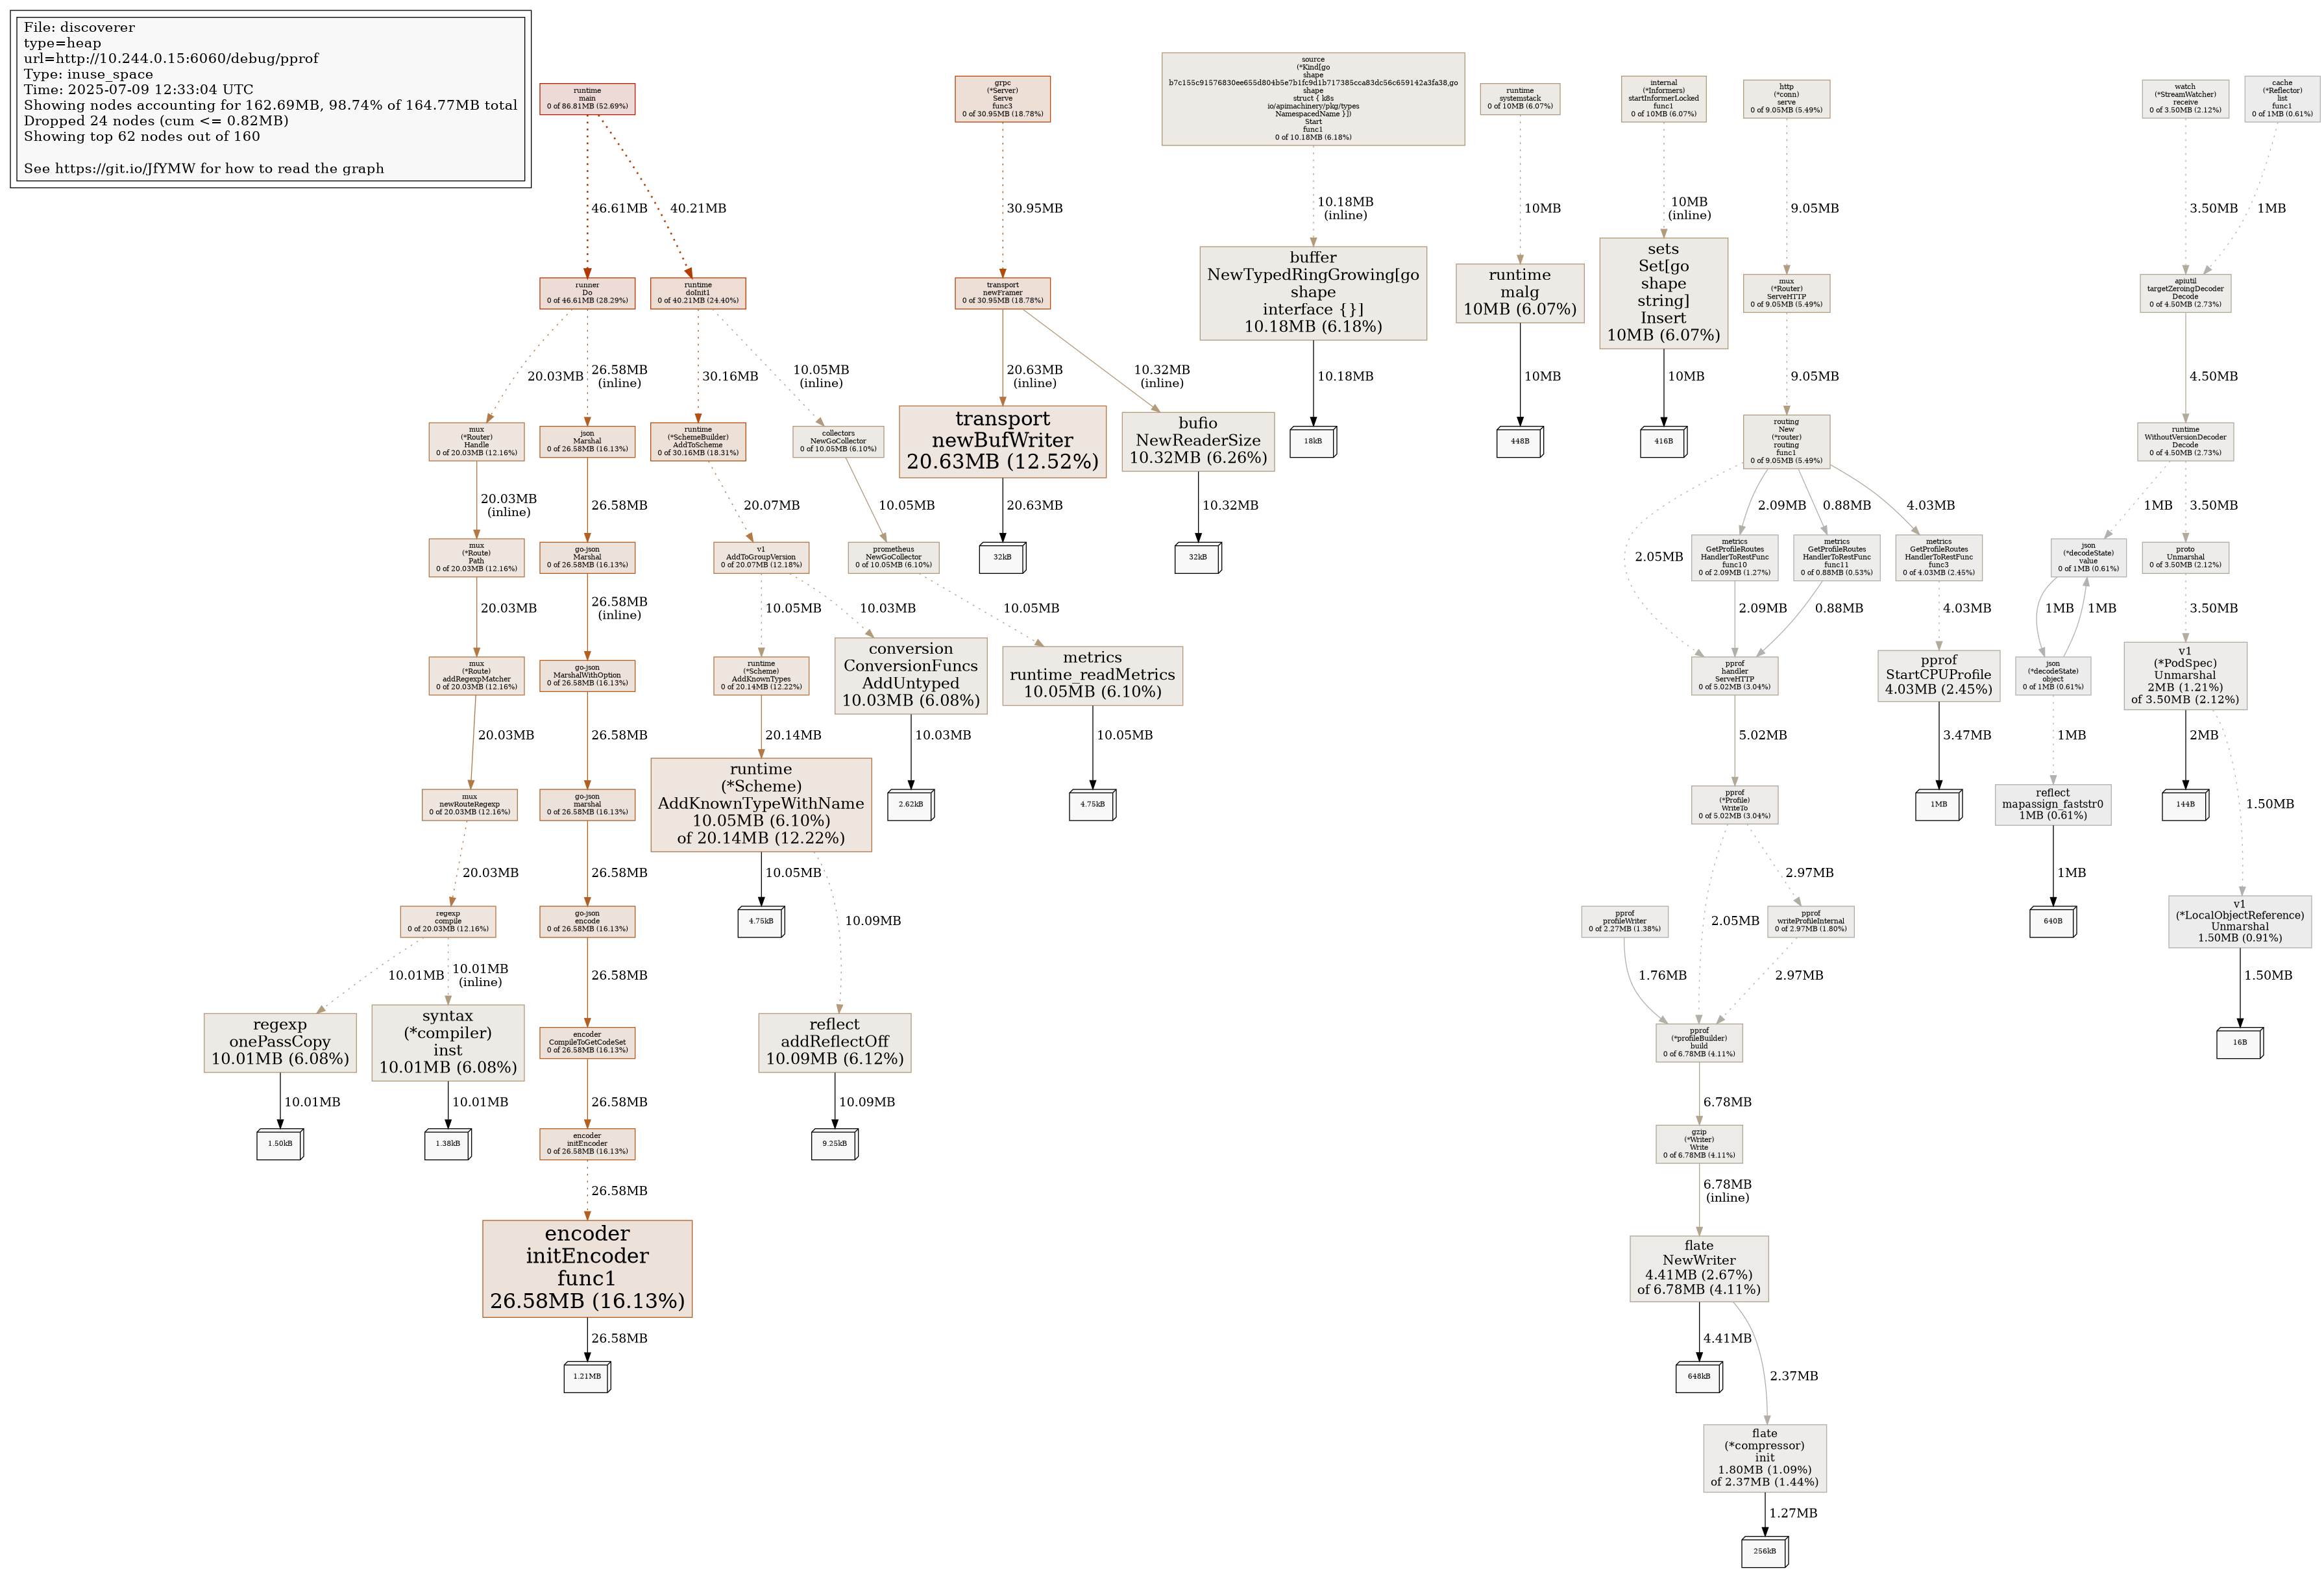 File: discoverer
type=heap
url=http://10.244.0.15:6060/debug/pprof
Type: inuse_space
Time: 2025-07-09 12:33:04 UTC
Showing nodes accounting for 162.69MB, 98.74% of 164.77MB total
Dropped 24 nodes (cum <= 0.82MB)
Showing top 62 nodes out of 160
See https://git.io/JfYMW for how to read the graph
runtime
main
0 of 86.81MB (52.69%)
46.61MB
40.21MB
runner
Do
0 of 46.61MB (28.29%)
runtime
doInit1
0 of 40.21MB (24.40%)
20.03MB
26.58MB
(inline)
30.16MB
10.05MB
(inline)
mux
(*Router)
Handle
0 of 20.03MB (12.16%)
json
Marshal
0 of 26.58MB (16.13%)
runtime
(*SchemeBuilder)
AddToScheme
0 of 30.16MB (18.31%)
collectors
NewGoCollector
0 of 10.05MB (6.10%)
20.03MB
(inline)
26.58MB
20.07MB
10.05MB
mux
(*Route)
Path
0 of 20.03MB (12.16%)
go-json
Marshal
0 of 26.58MB (16.13%)
v1
AddToGroupVersion
0 of 20.07MB (12.18%)
prometheus
NewGoCollector
0 of 10.05MB (6.10%)
20.03MB
26.58MB
(inline)
10.05MB
10.03MB
10.05MB
mux
(*Route)
addRegexpMatcher
0 of 20.03MB (12.16%)
go-json
MarshalWithOption
0 of 26.58MB (16.13%)
runtime
(*Scheme)
AddKnownTypes
0 of 20.14MB (12.22%)
conversion
ConversionFuncs
AddUntyped
10.03MB (6.08%)
metrics
runtime_readMetrics
10.05MB (6.10%)
20.03MB
26.58MB
20.14MB
10.03MB
10.05MB
mux
newRouteRegexp
0 of 20.03MB (12.16%)
go-json
marshal
0 of 26.58MB (16.13%)
runtime
(*Scheme)
AddKnownTypeWithName
10.05MB (6.10%)
of 20.14MB (12.22%)
2.62kB
4.75kB
20.03MB
26.58MB
10.05MB
10.09MB
regexp
compile
0 of 20.03MB (12.16%)
go-json
encode
0 of 26.58MB (16.13%)
4.75kB
10.01MB
10.01MB
(inline)
26.58MB
regexp
onePassCopy
10.01MB (6.08%)
syntax
(*compiler)
inst
10.01MB (6.08%)
encoder
CompileToGetCodeSet
0 of 26.58MB (16.13%)
reflect
addReflectOff
10.09MB (6.12%)
10.01MB
10.01MB
26.58MB
10.09MB
1.50kB
1.38kB
encoder
initEncoder
0 of 26.58MB (16.13%)
9.25kB
26.58MB
encoder
initEncoder
func1
26.58MB (16.13%)
26.58MB
1.21MB
grpc
(*Server)
Serve
func3
0 of 30.95MB (18.78%)
30.95MB
transport
newFramer
0 of 30.95MB (18.78%)
20.63MB
(inline)
10.32MB
(inline)
transport
newBufWriter
20.63MB (12.52%)
bufio
NewReaderSize
10.32MB (6.26%)
20.63MB
10.32MB
32kB
32kB
source
(*Kind[go
shape
b7c155c91576830ee655d804b5e7b1fc9d1b717385cca83dc56c659142a3fa38,go
shape
struct { k8s
io/apimachinery/pkg/types
NamespacedName }])
Start
func1
0 of 10.18MB (6.18%)
10.18MB
(inline)
buffer
NewTypedRingGrowing[go
shape
interface {}]
10.18MB (6.18%)
10.18MB
18kB
runtime
systemstack
0 of 10MB (6.07%)
10MB
runtime
malg
10MB (6.07%)
10MB
448B
internal
(*Informers)
startInformerLocked
func1
0 of 10MB (6.07%)
10MB
(inline)
sets
Set[go
shape
string]
Insert
10MB (6.07%)
10MB
416B
http
(*conn)
serve
0 of 9.05MB (5.49%)
9.05MB
mux
(*Router)
ServeHTTP
0 of 9.05MB (5.49%)
9.05MB
routing
New
(*router)
routing
func1
0 of 9.05MB (5.49%)
2.05MB
2.09MB
0.88MB
4.03MB
metrics
GetProfileRoutes
HandlerToRestFunc
func10
0 of 2.09MB (1.27%)
metrics
GetProfileRoutes
HandlerToRestFunc
func11
0 of 0.88MB (0.53%)
metrics
GetProfileRoutes
HandlerToRestFunc
func3
0 of 4.03MB (2.45%)
2.09MB
0.88MB
4.03MB
pprof
handler
ServeHTTP
0 of 5.02MB (3.04%)
pprof
StartCPUProfile
4.03MB (2.45%)
5.02MB
3.47MB
pprof
(*Profile)
WriteTo
0 of 5.02MB (3.04%)
1MB
2.05MB
2.97MB
pprof
profileWriter
0 of 2.27MB (1.38%)
pprof
writeProfileInternal
0 of 2.97MB (1.80%)
1.76MB
2.97MB
pprof
(*profileBuilder)
build
0 of 6.78MB (4.11%)
6.78MB
gzip
(*Writer)
Write
0 of 6.78MB (4.11%)
6.78MB
(inline)
flate
NewWriter
4.41MB (2.67%)
of 6.78MB (4.11%)
4.41MB
2.37MB
648kB
flate
(*compressor)
init
1.80MB (1.09%)
of 2.37MB (1.44%)
1.27MB
256kB
watch
(*StreamWatcher)
receive
0 of 3.50MB (2.12%)
cache
(*Reflector)
list
func1
0 of 1MB (0.61%)
3.50MB
1MB
apiutil
targetZeroingDecoder
Decode
0 of 4.50MB (2.73%)
4.50MB
runtime
WithoutVersionDecoder
Decode
0 of 4.50MB (2.73%)
1MB
3.50MB
json
(*decodeState)
value
0 of 1MB (0.61%)
proto
Unmarshal
0 of 3.50MB (2.12%)
1MB
1MB
3.50MB
json
(*decodeState)
object
0 of 1MB (0.61%)
v1
(*PodSpec)
Unmarshal
2MB (1.21%)
of 3.50MB (2.12%)
1MB
2MB
1.50MB
reflect
mapassign_faststr0
1MB (0.61%)
144B
1MB
640B
v1
(*LocalObjectReference)
Unmarshal
1.50MB (0.91%)
1.50MB
16B